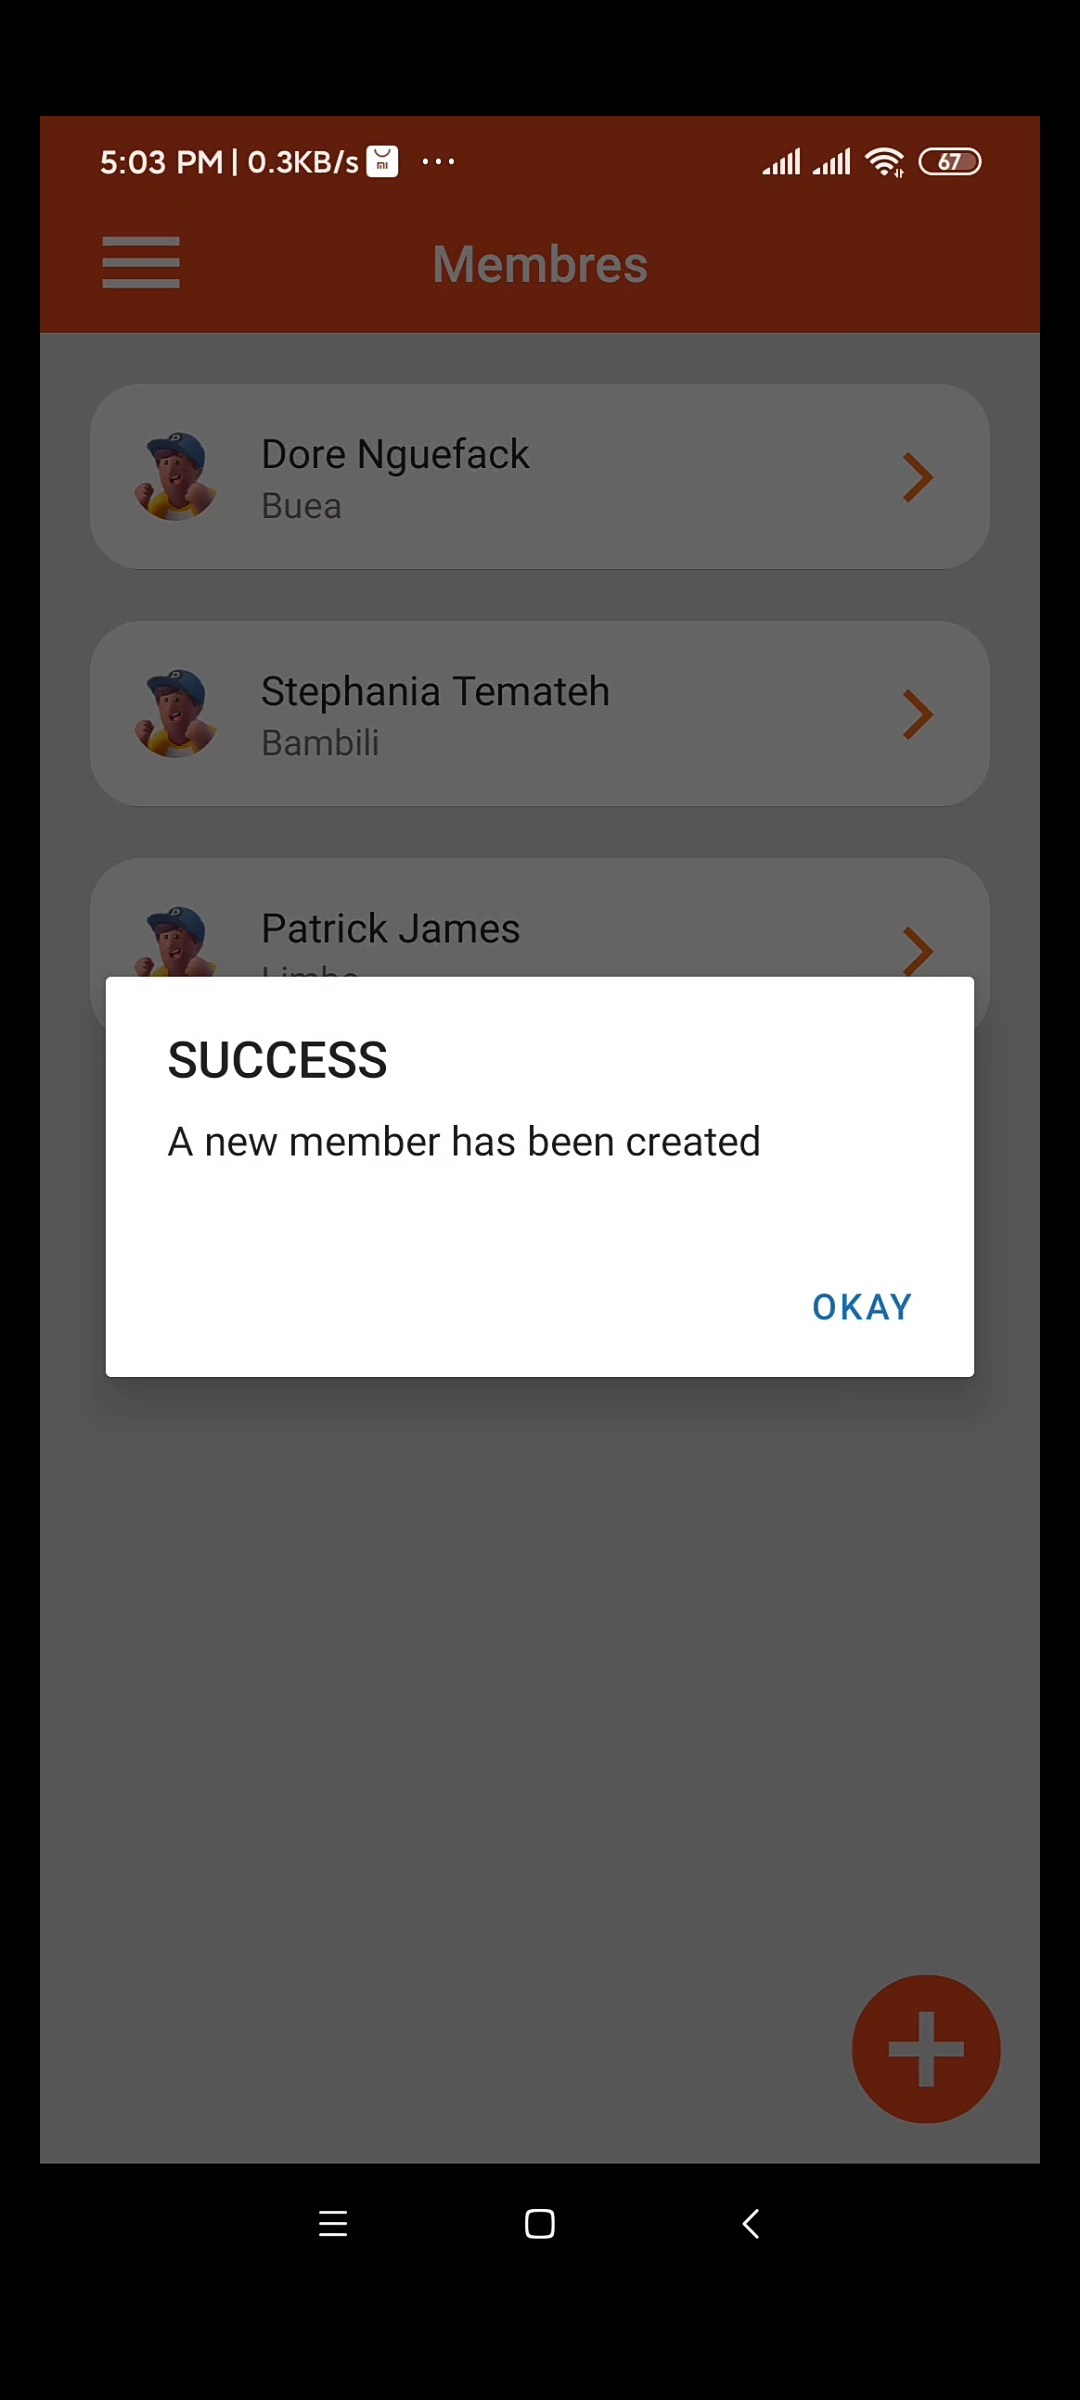 5:03 PM | 0.3KB/s ...
67
Membres
Dore Nguefack
Buea
Stephania Temateh
Bambili
Patrick James
SUCCESS
A new member has been created
OKAY